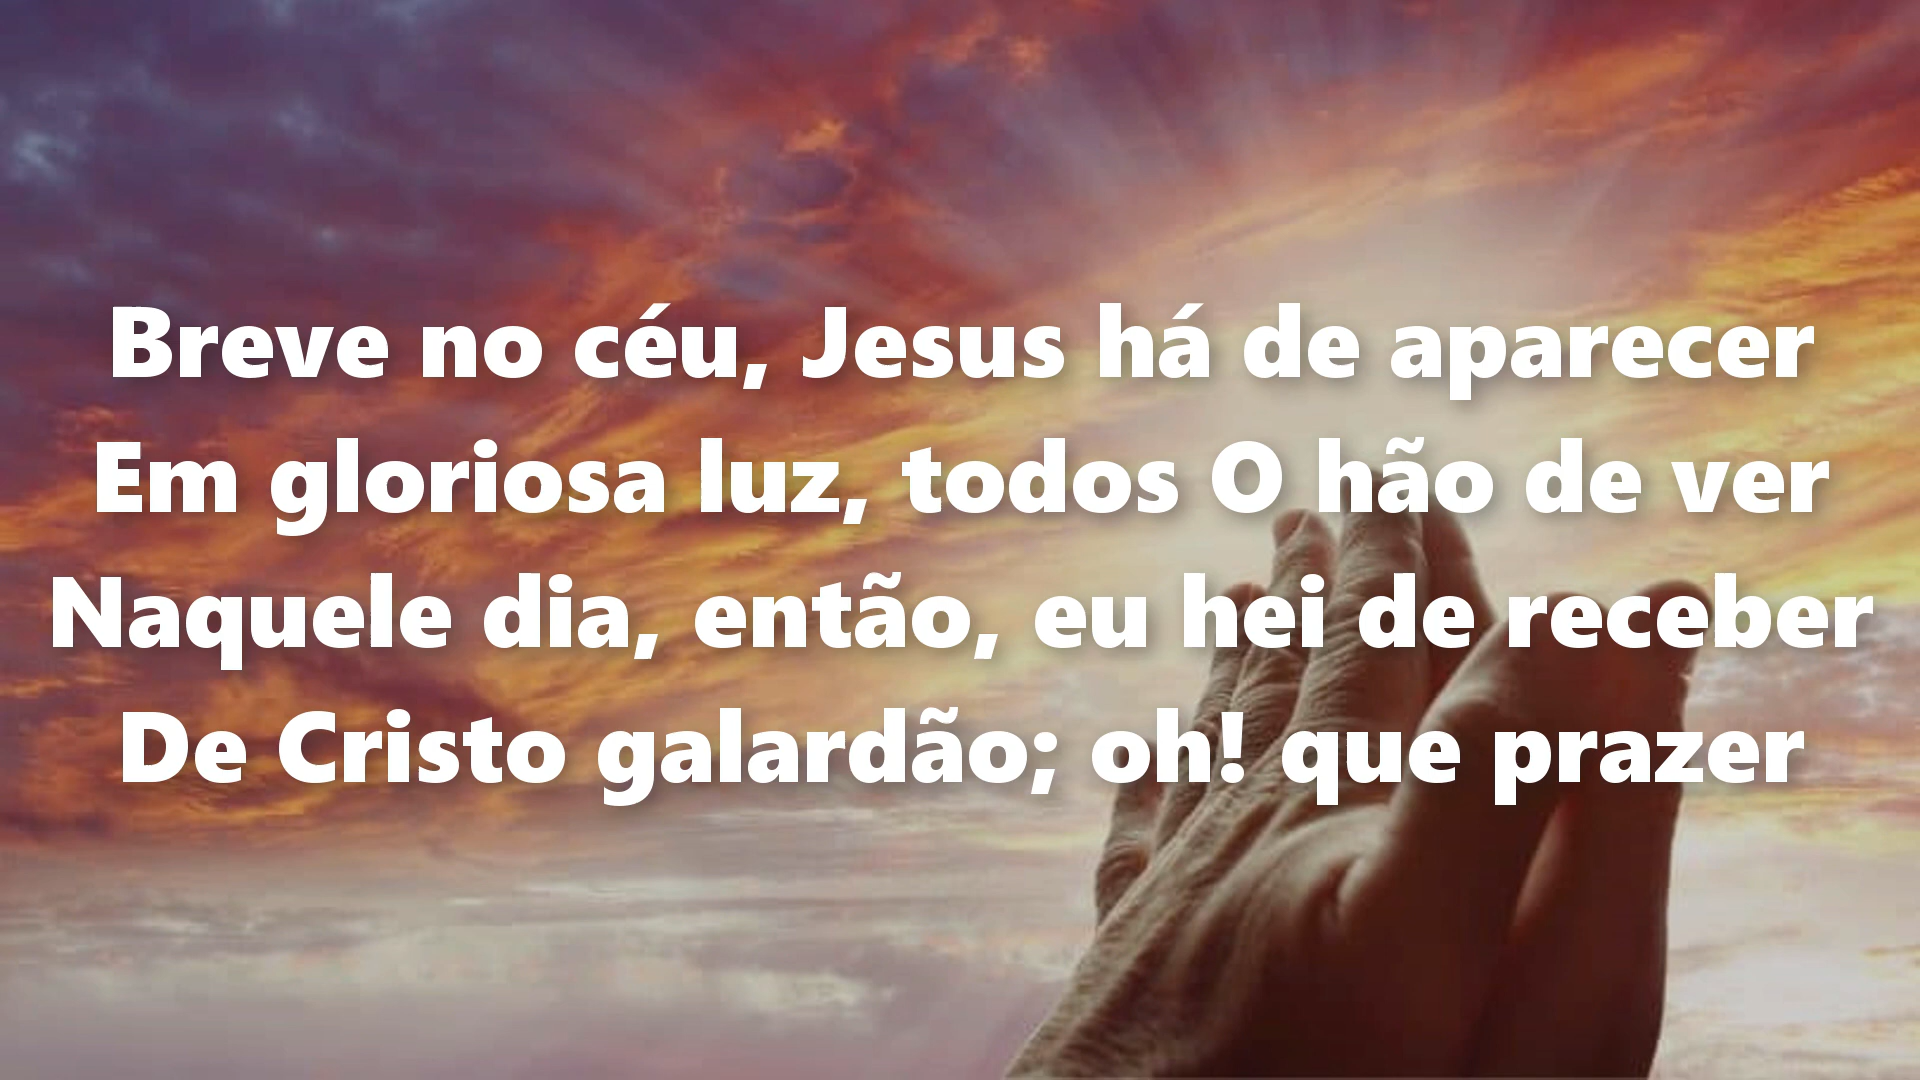 Breve no céu, Jesus há de aparecer
Em gloriosa luz, todos O hão de ver
Naquele dia, então, eu hei de receber
De Cristo galardão; oh! que prazer